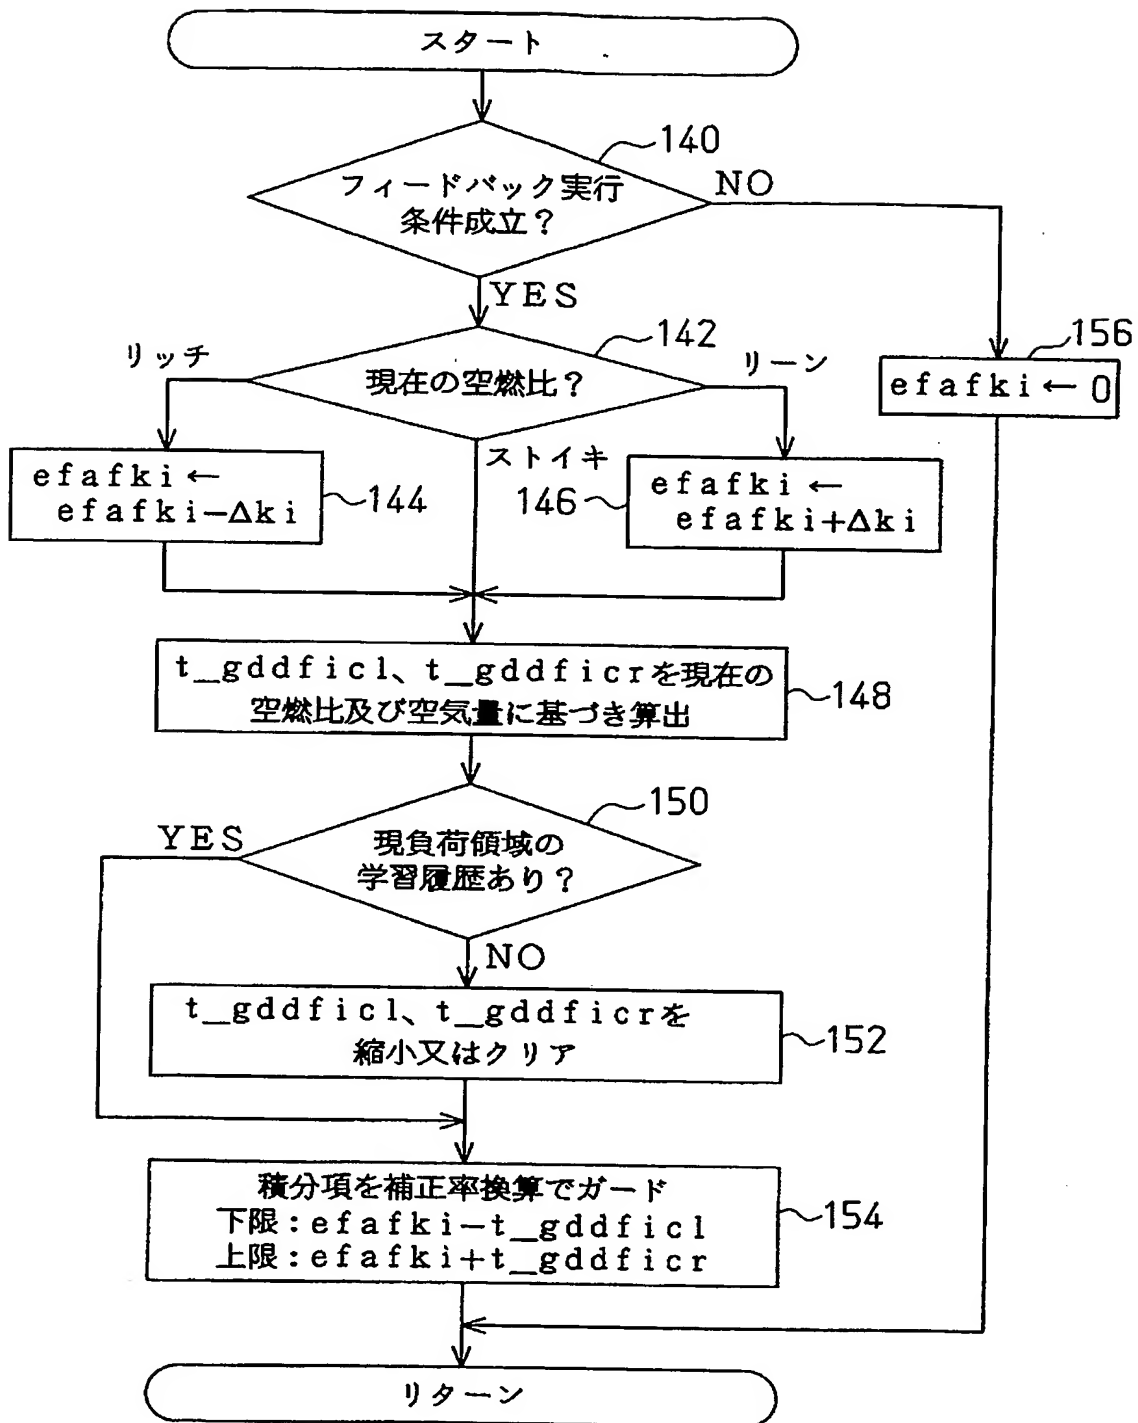 スタート
140
フィードバック実行
条件成立?
NO
YES
142
156
リッチ
リーン
現在の空燃比?
efafki←0
ストイキ
efafki←
efafki−Δki
144
146
efafki←
efafki+Δki
t_gddficl、t_gddficrを現在の
空燃比及び空気量に基づき算出
148
150
YES
現負荷領域の
学習履歴あり?
NO
t_gddficl、t_gddficrを
縮小又はクリア
152
積分項を補正率換算でガード
下限:efafki−t_gddficl
上限:efafki+t_gddficr
154
リターン